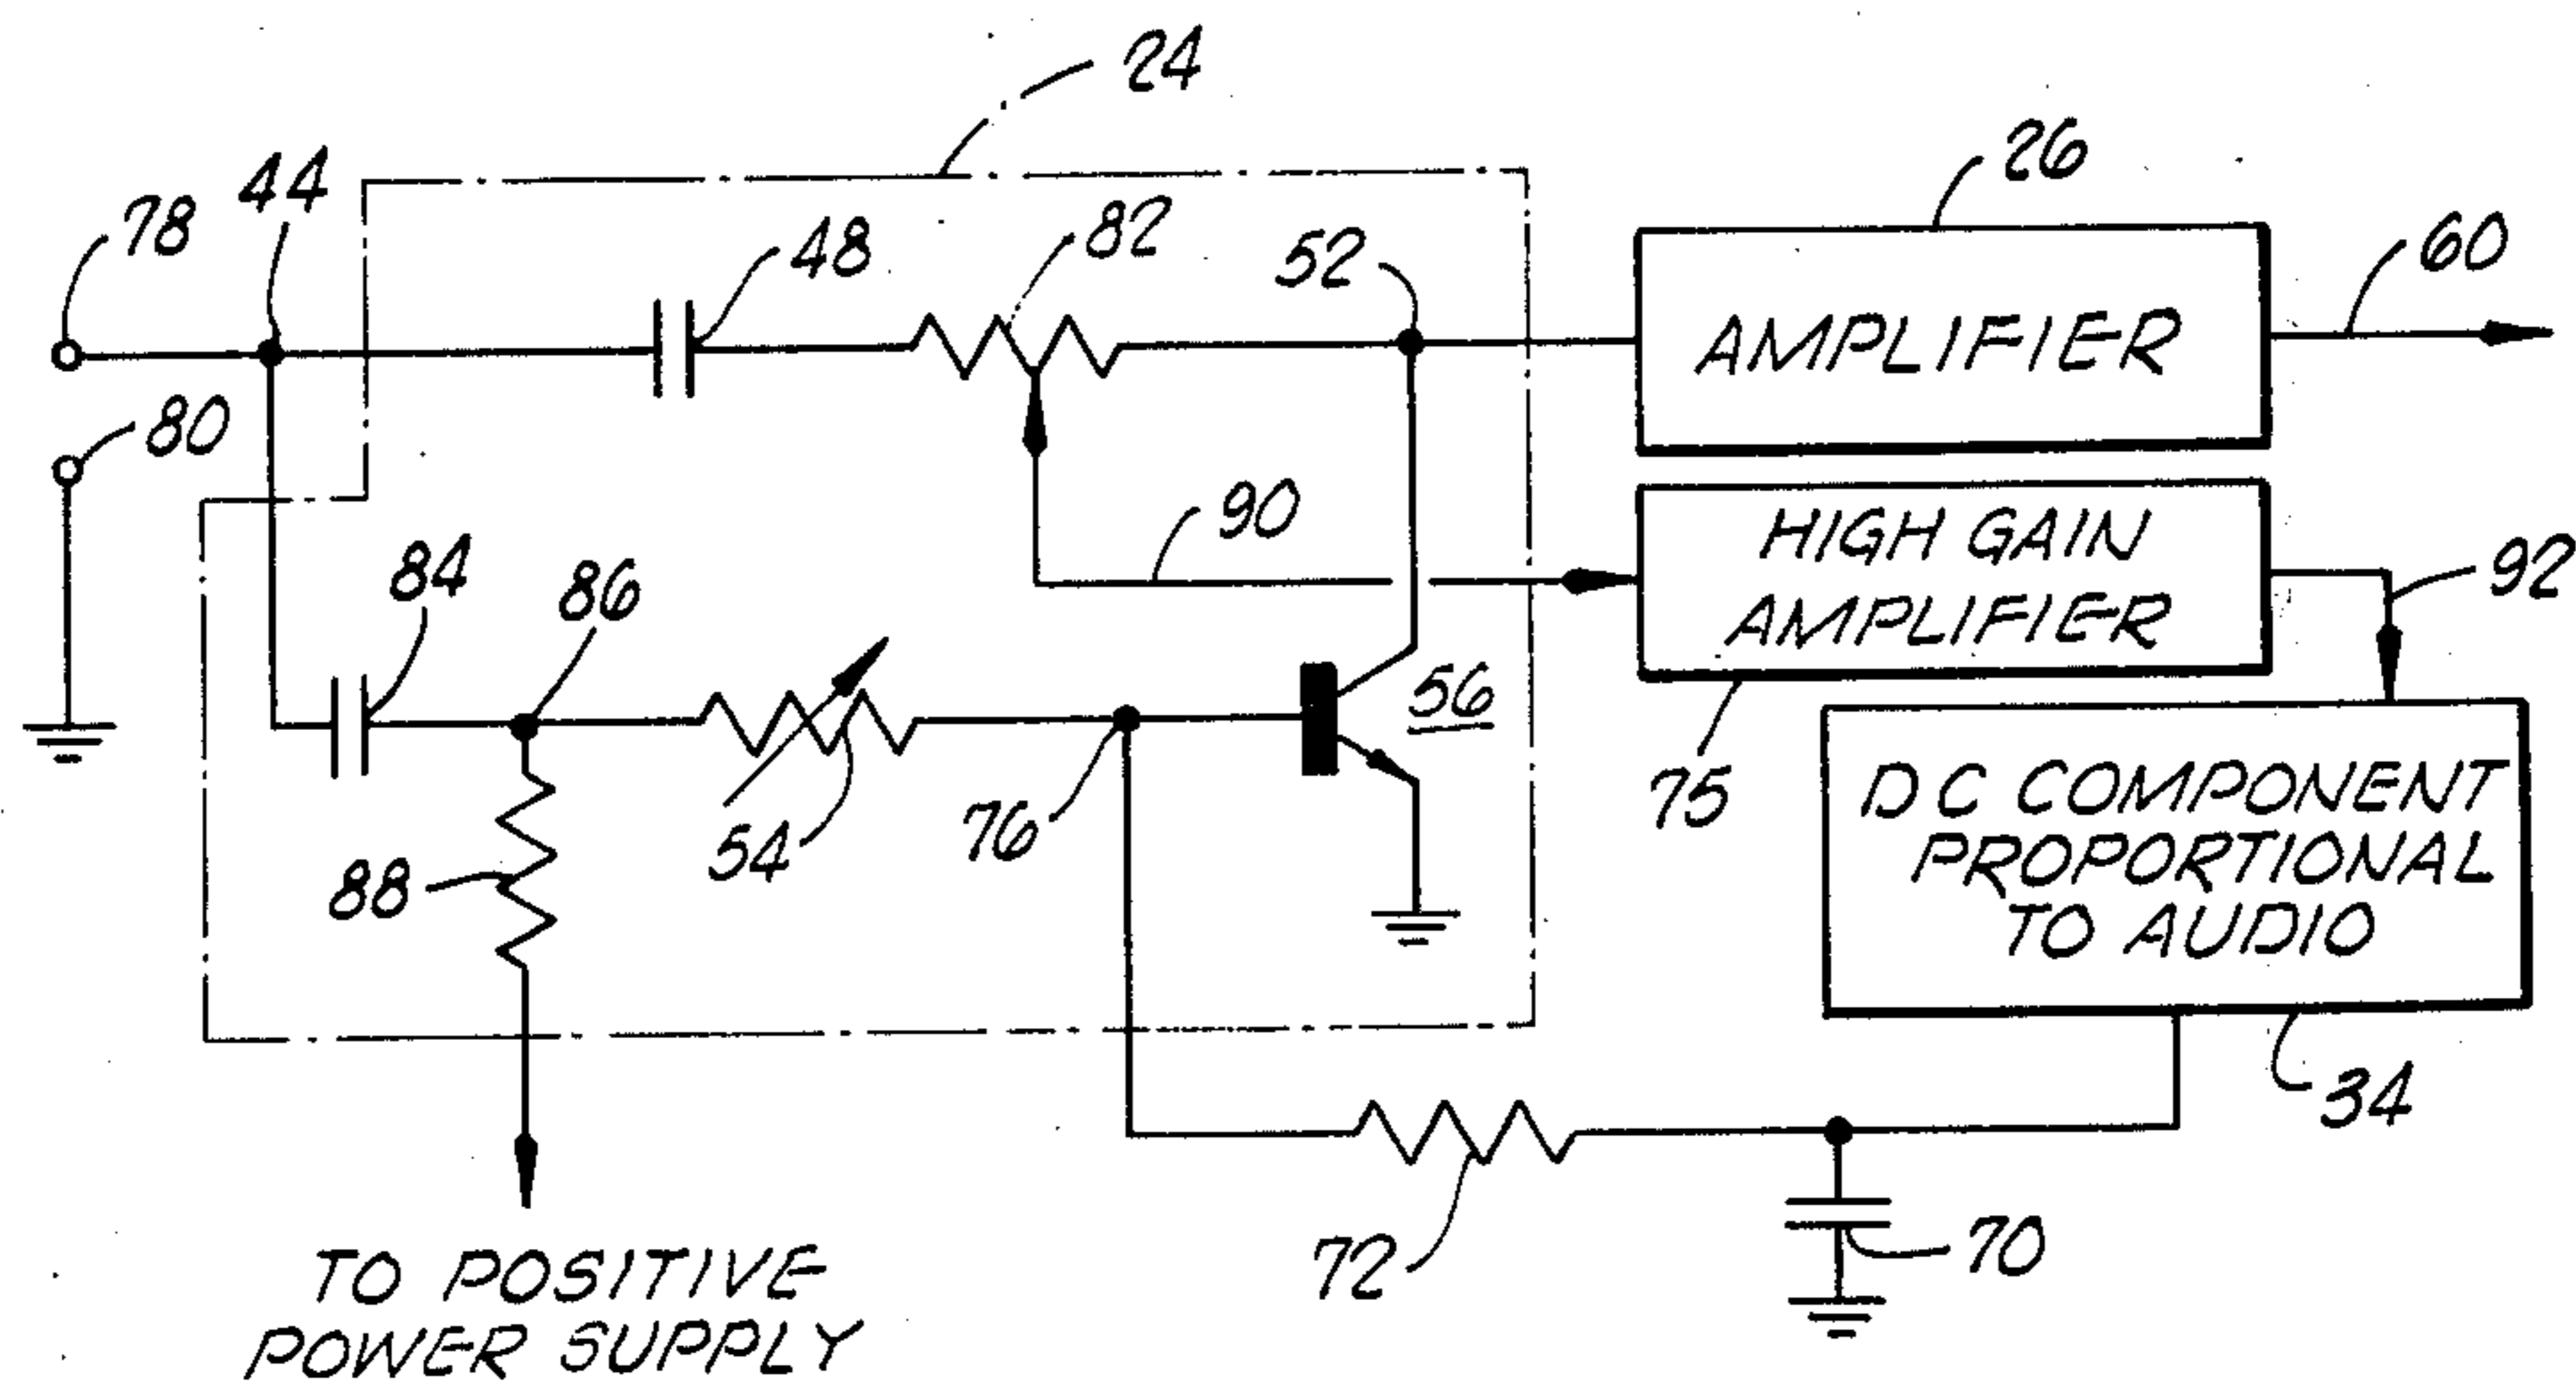 24
26
44
78
48
82
52
60
AMPLIFIER
80
90
HIGH GAIN
AMPLIFIER
92
84
86
56
75
54
76
88
DC COMPONENT
PROPORTIONAL
TO AUDIO
34
72
70
TO POSITIVE
POWER SUPPLY